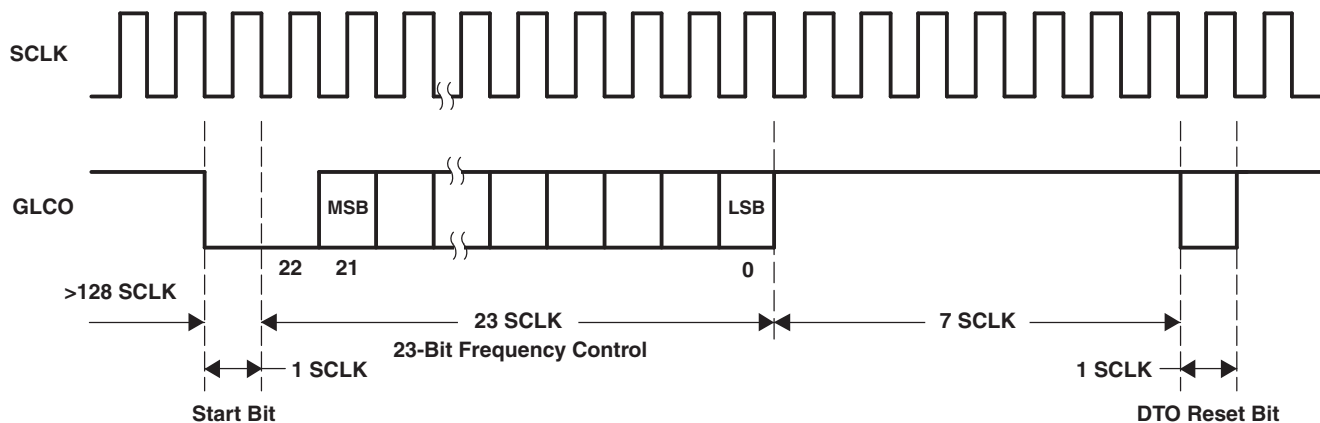 SCLK
GLCO
MSB
LSB
22
21
0
>128 SCLK
23 SCLK
7 SCLK
23-Bit Frequency Control
1 SCLK
1 SCLK
Start Bit
DTO Reset Bit